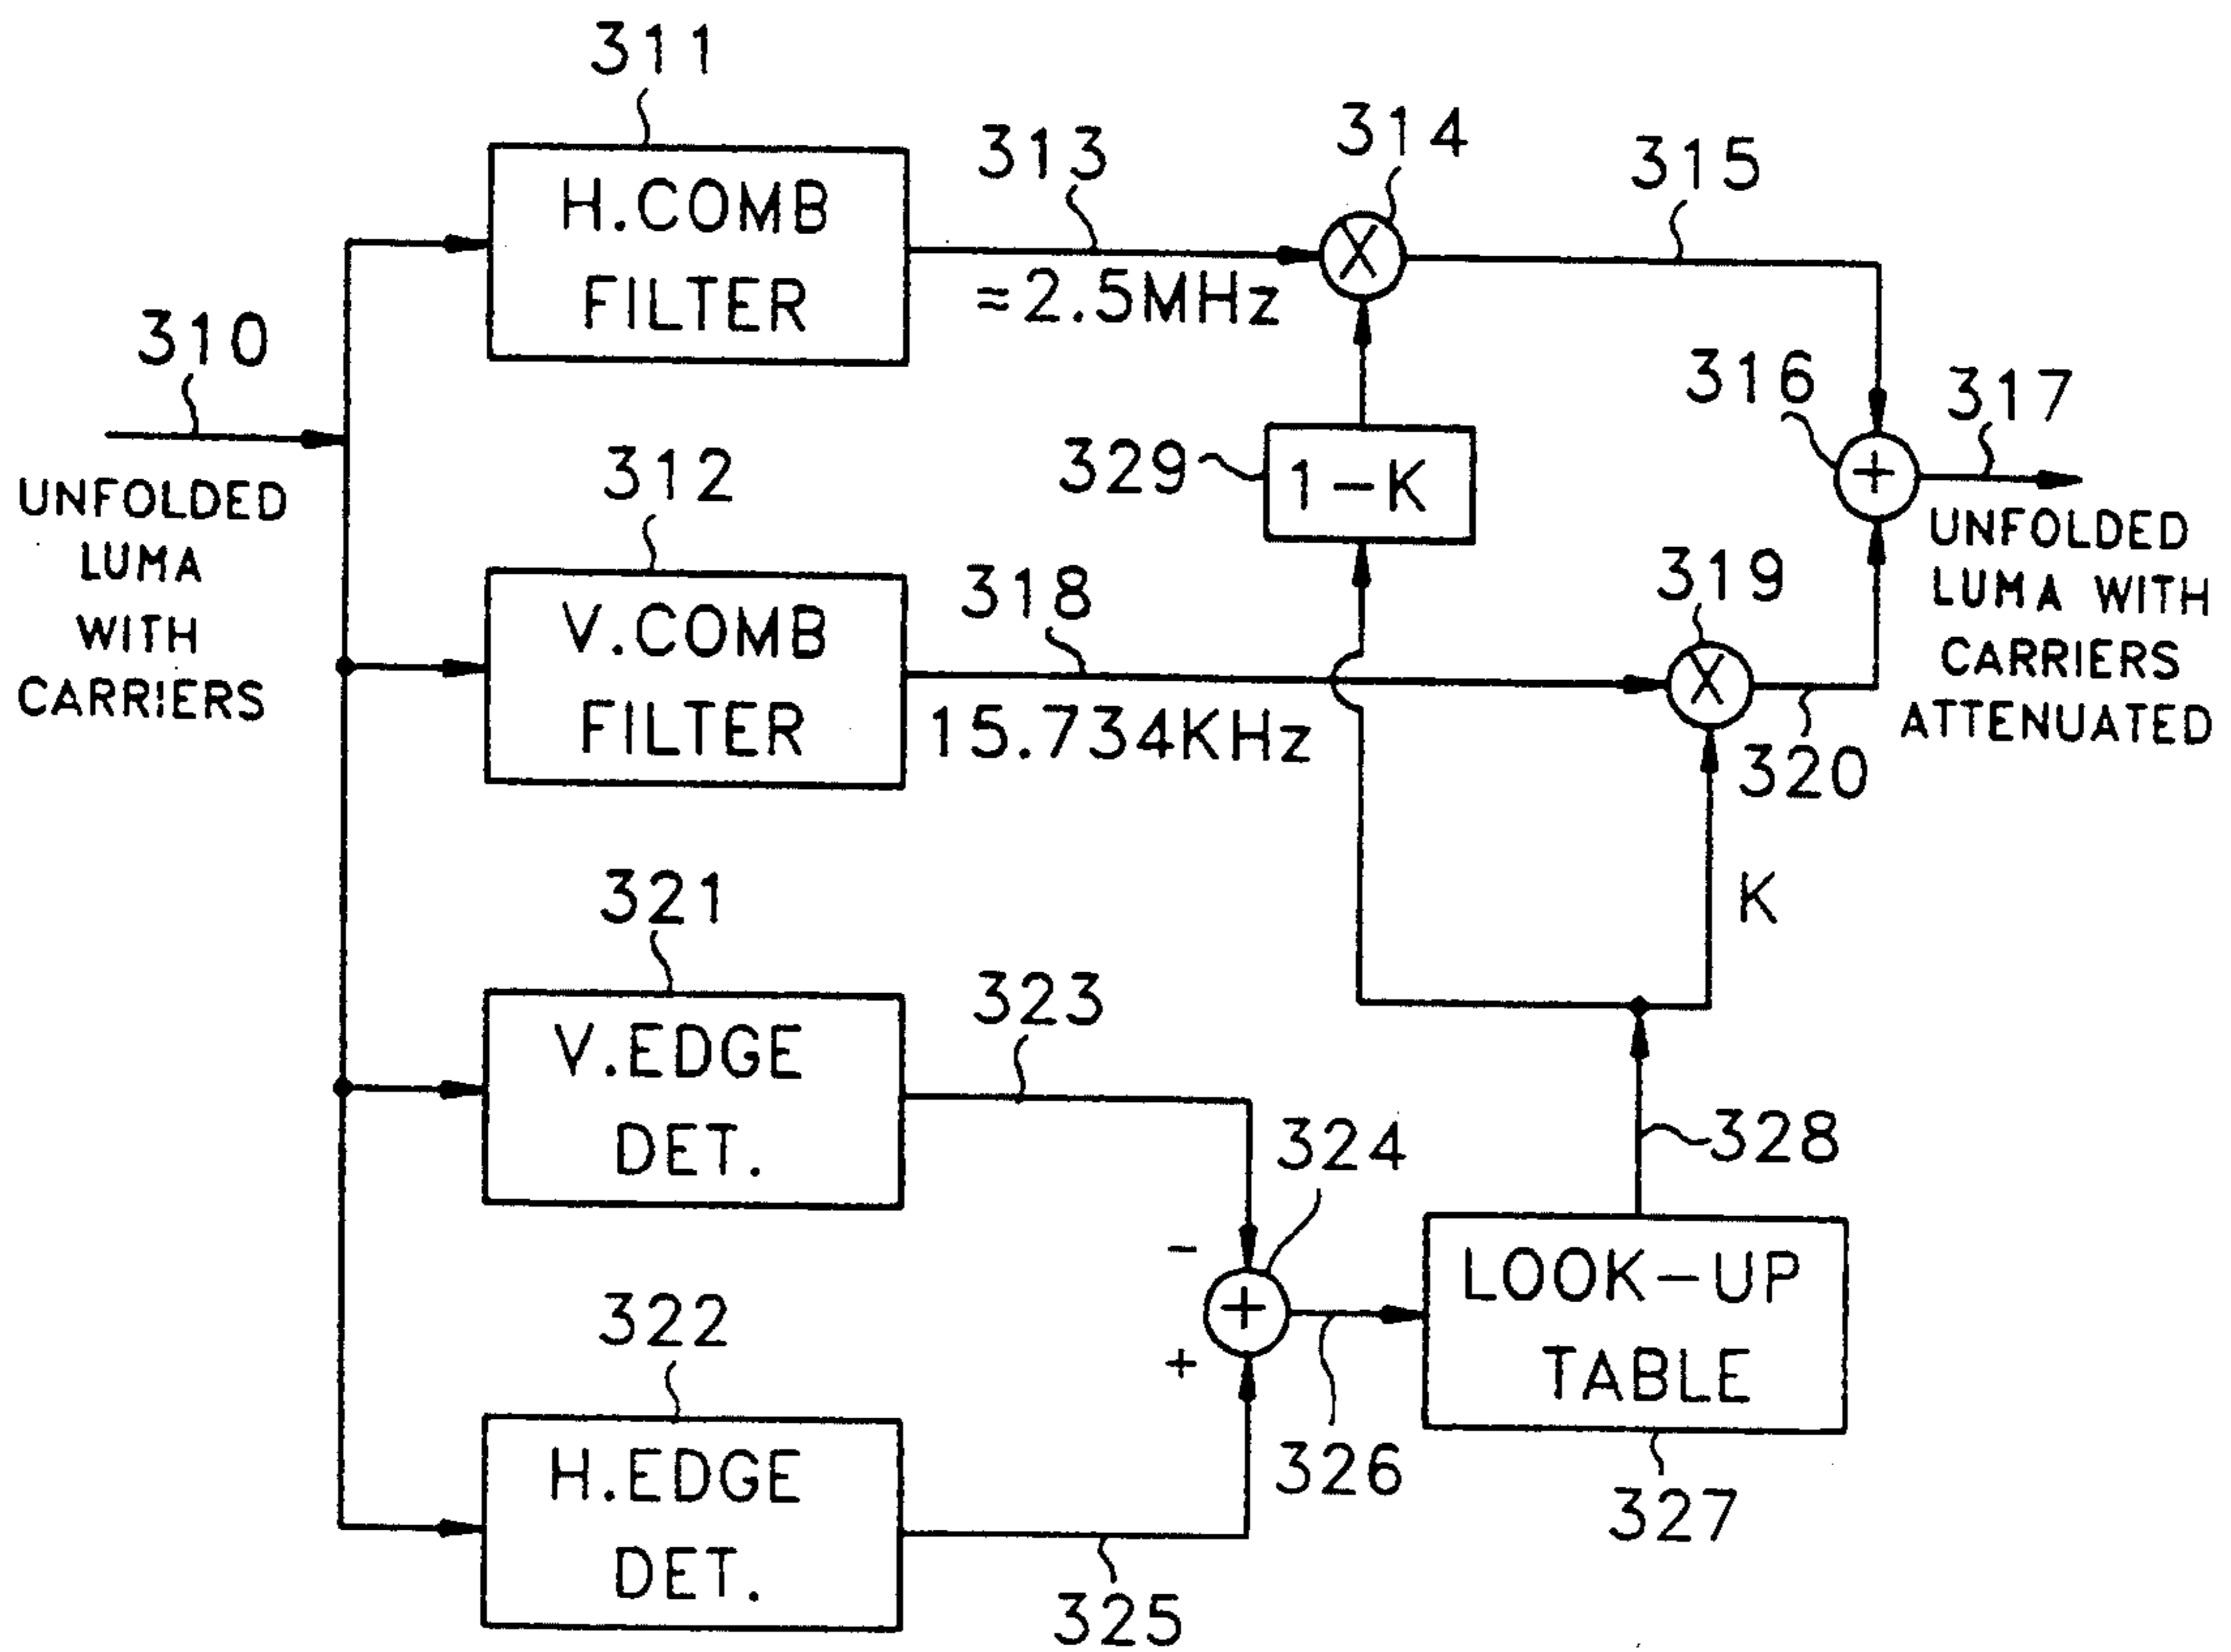 311
H.COMB
FILTER
313
≈2.5MHz
314
315
310
UNFOLDED
LUMA
WITH
CARRIERS
312
V.COMB
FILTER
318
15.734KHz
329
1-K
316
317
UNFOLDED
LUMA WITH
CARRIERS
ATTENUATED
319
X
X
+
320
K
321
V.EDGE
DET.
323
324
-
+
+
322
H.EDGE
DET.
325
326
328
LOOK-UP
TABLE
327